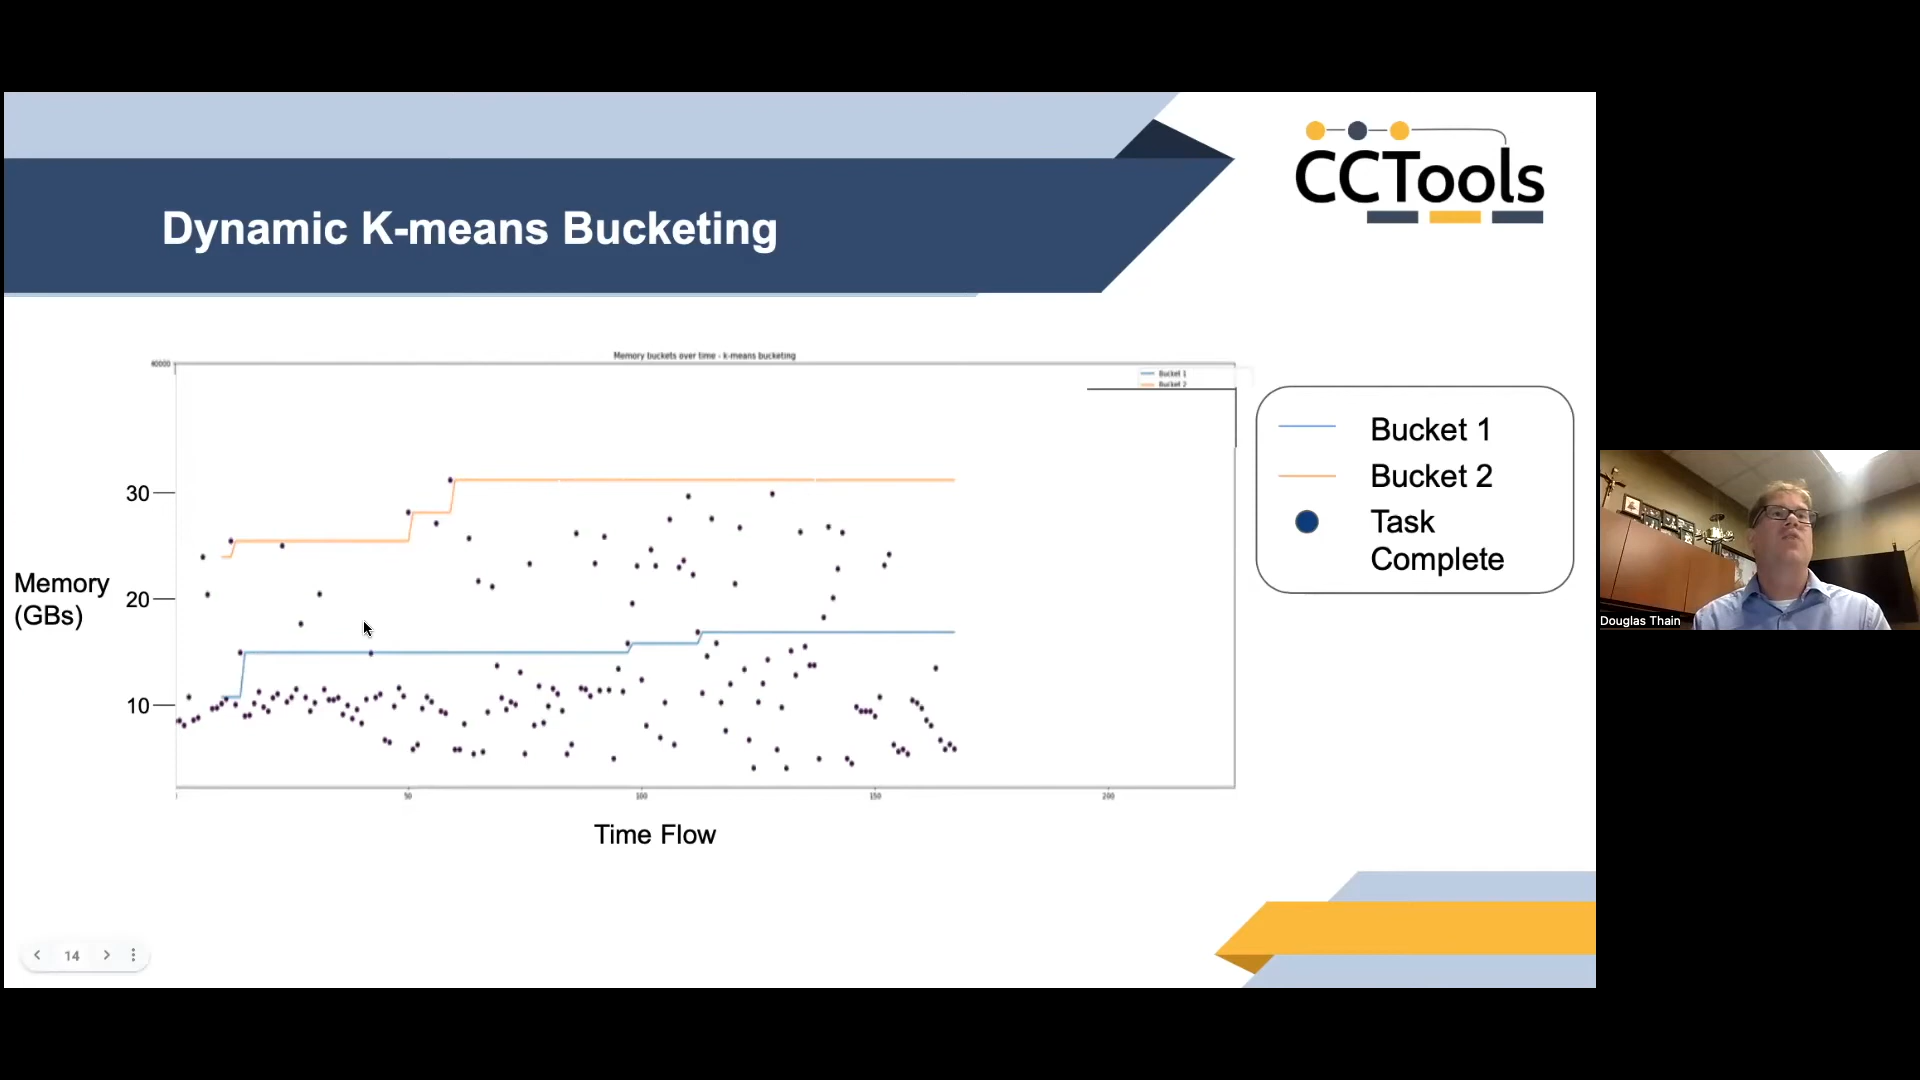 CCTools
Dynamic K-means Bucketing
Memory buckets over time - k-means bucketing
40000
Bucket 1
Bucket 2
Bucket 1
Bucket 2
Task
Complete
30
20
10
Memory
(GBs)
50
100
150
200
Time Flow
Douglas Thain
14